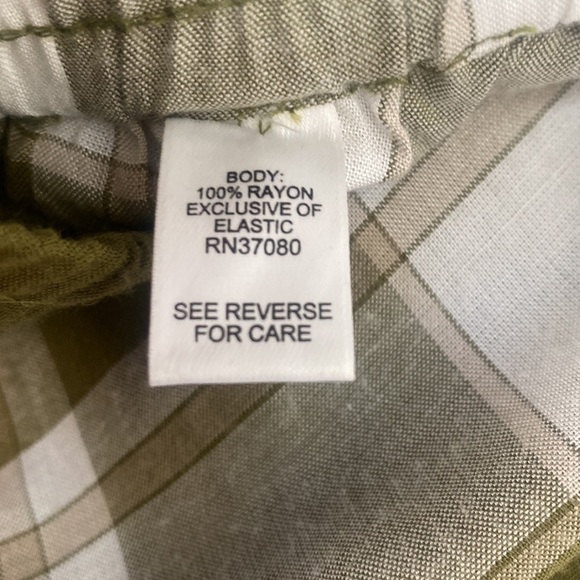 BODY:
100% RAYON
EXCLUSIVE OF
ELASTIC
RN37080
SEE REVERSE
FOR CARE